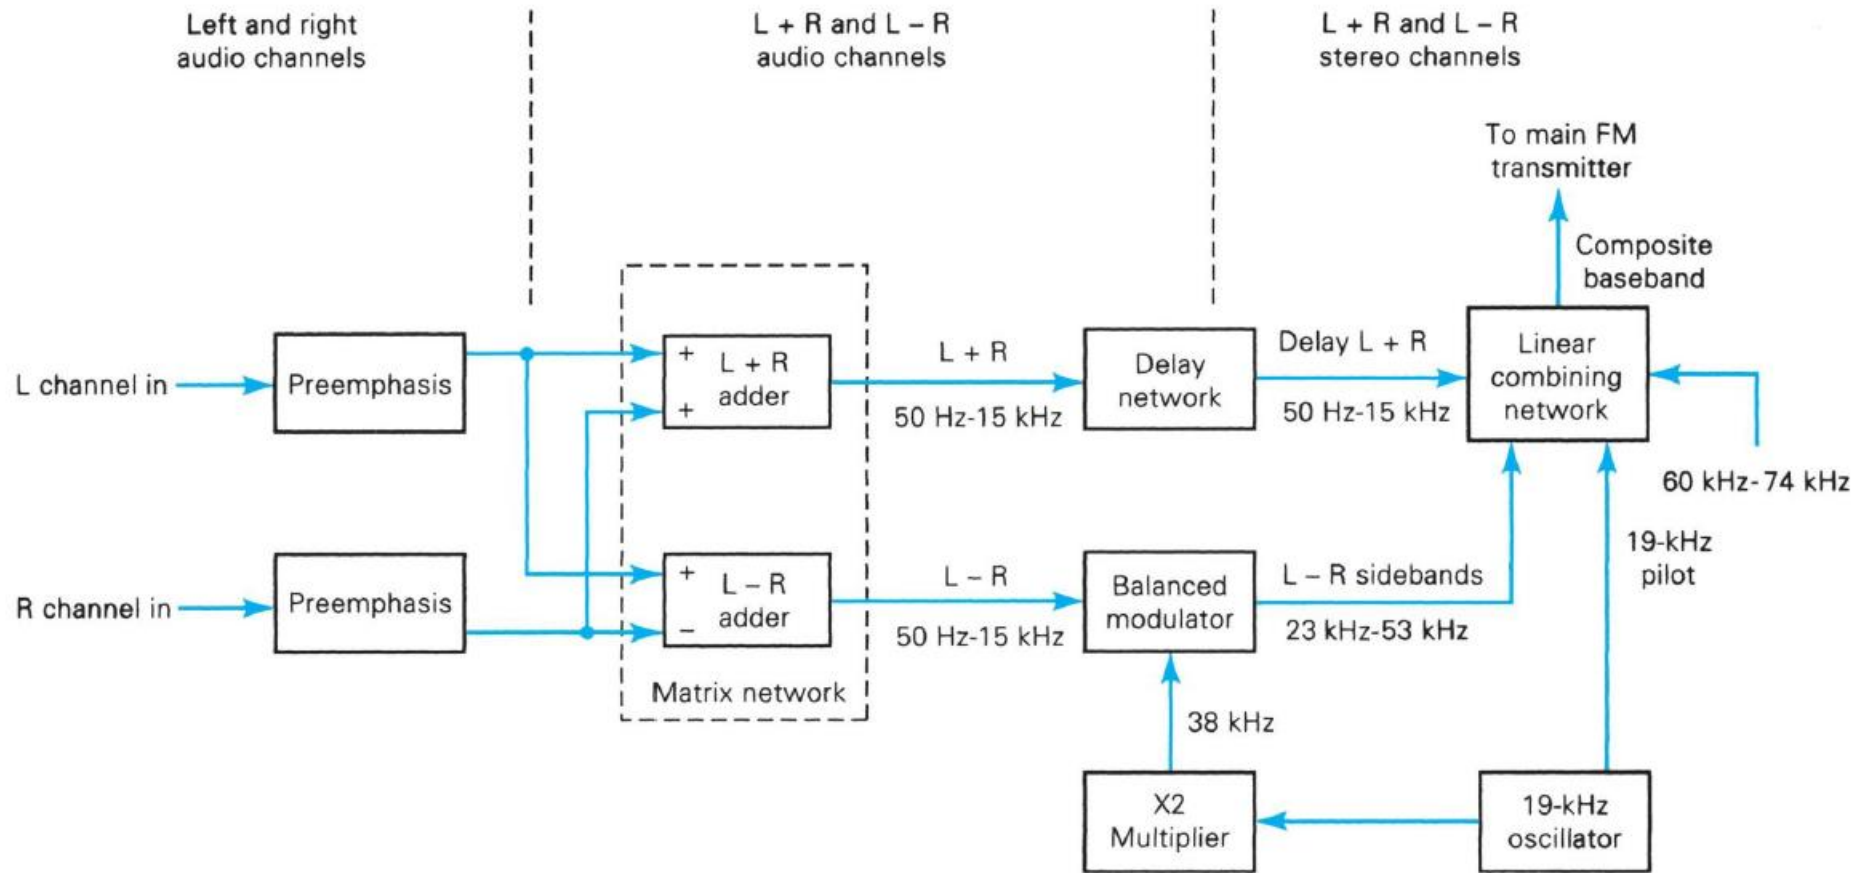 Left and right
audio channels
L + R and L – R
audio channels
L + R and L – R
stereo channels
To main FM
transmitter
Composite
baseband
L channel in
Preemphasis
+
+
L + R
adder
L + R
50 Hz-15 kHz
Delay
network
Delay L + R
50 Hz-15 kHz
Linear
combining
network
60 kHz-74 kHz
19-kHz
pilot
R channel in
Preemphasis
+
–
L – R
adder
L – R
50 Hz-15 kHz
Balanced
modulator
L – R sidebands
23 kHz-53 kHz
Matrix network
38 kHz
X2
Multiplier
19-kHz
oscillator